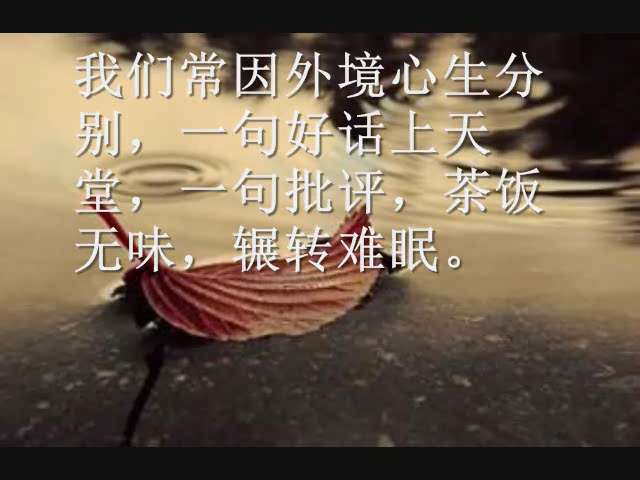 我们常因外境心生分
别，一句好话上天
堂，一句批评，茶饭
无味，辗转难眠。